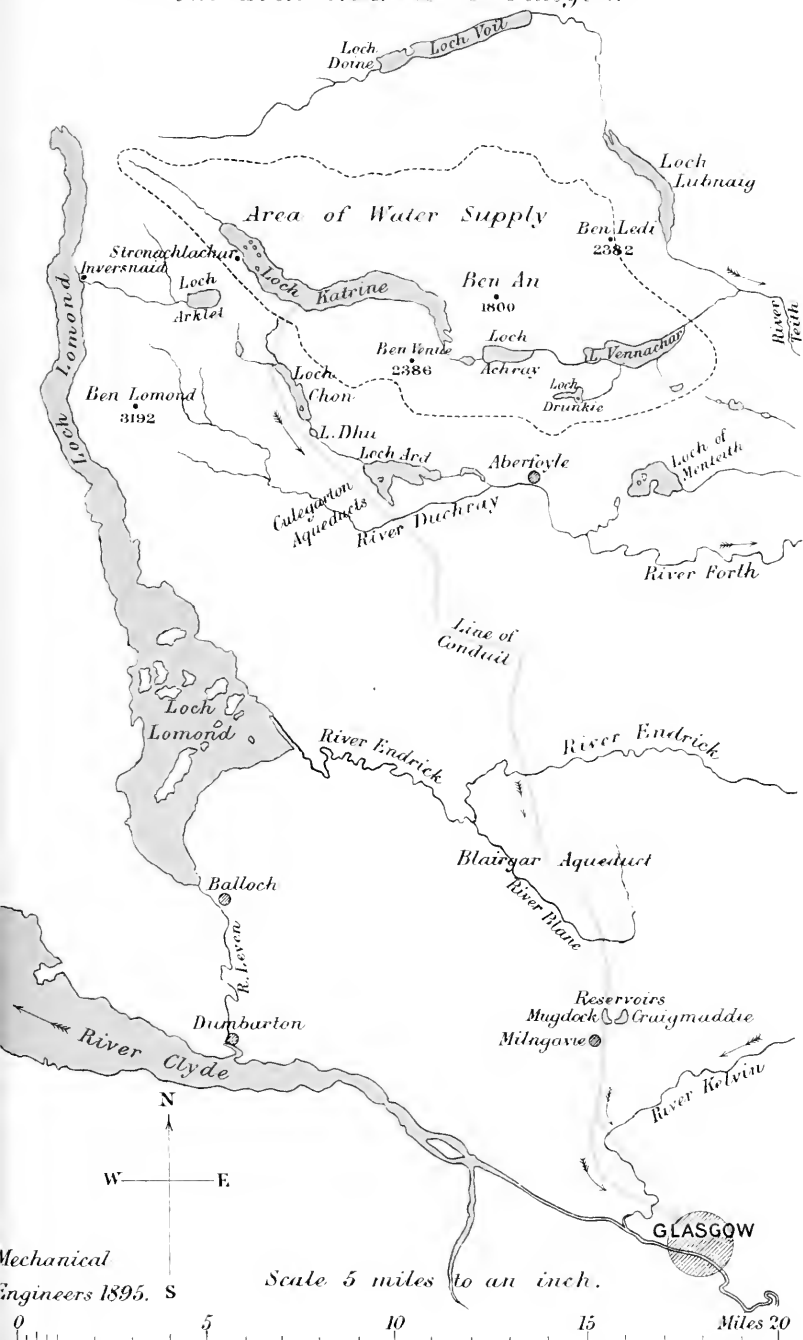 Loch
Doine
Loch Voil
Loch
Lubnaig
Area of Water Supply
Ben Ledi
2382
Stronachlachar
Inversnaid
Loch
Arklet
Loch Katrine
Ben An
1800
River
Teith
Loch Lomond
Ben Venue
2386
Loch
Achray
L. Vennachar
Loch
Drunkie
Ben Lomond
3192
Loch
Chon
L. Dhu
Loch Ard
Aberfoyle
Loch of
Menteith
Culegarton
Aqueducts
River Duchray
River Forth
Line of
Conduit
Loch
Lomond
River Endrick
River Endrick
Blairgar Aqueduct
River Blane
Balloch
R. Leven
Reservoirs
Mugdock
Craigmaddie
Milngavie
Dumbarton
River Clyde
River Kelvin
N
W
E
S
GLASGOW
Mechanical
Engineers 1895.
Scale 5 miles to an inch.
0 5 10 15 Miles 20